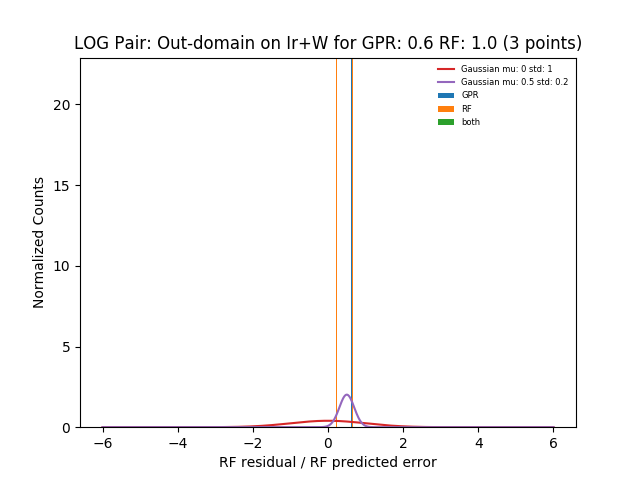 LOG Pair: Out-domain on Ir+W for GPR: 0.6 RF: 1.0 (3 points)
Gaussian mu: 0 std: 1
Gaussian mu: 0.5 std: 0.2
GPR
RF
both
Normalized Counts
20
15
10
5
0
−6
−4
−2
0
2
4
6
RF residual / RF predicted error